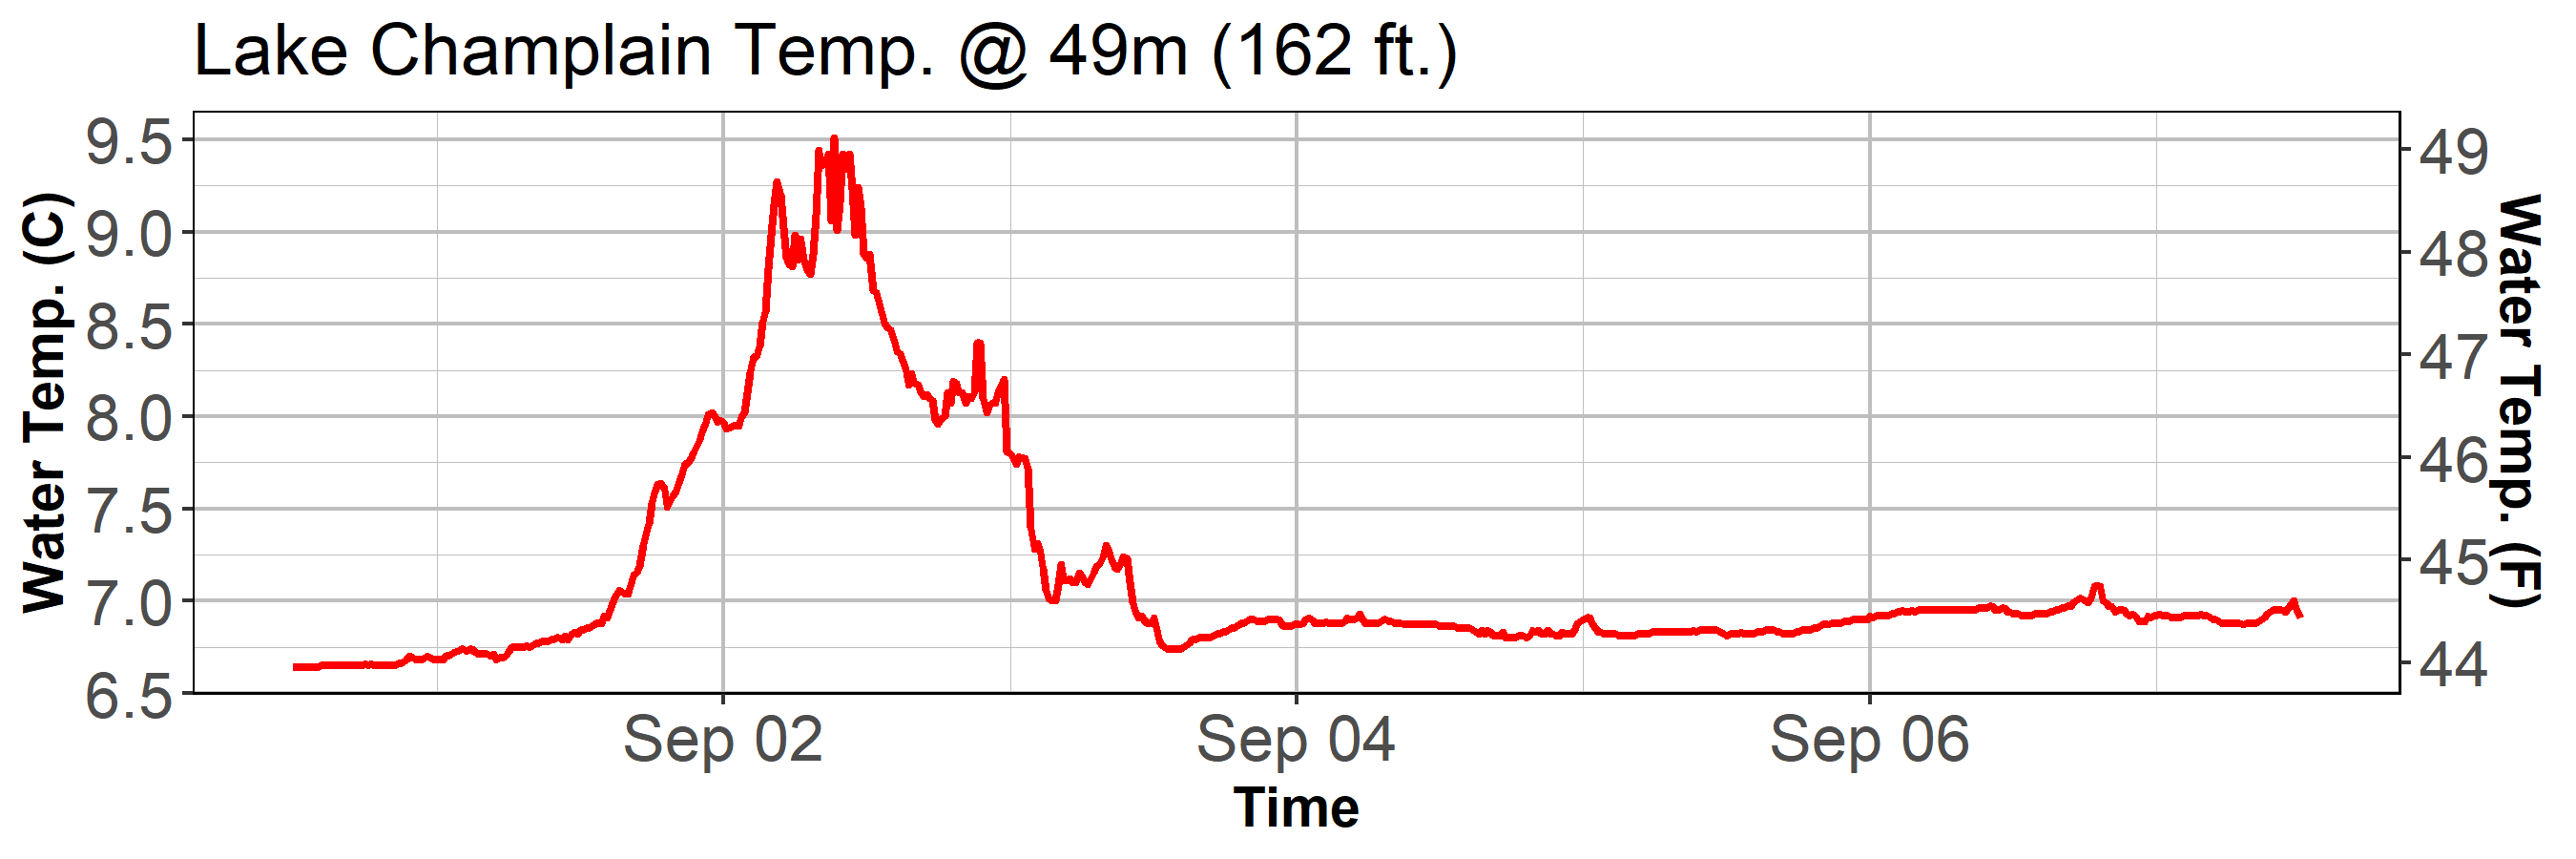 Lake Champlain Temp. @ 49m (162 ft.)
Water Temp. (C)
9.5
9.0
8.5
8.0
7.5
7.0
6.5
49
48
47
46
45
44
Water Temp. (F)
Sep 02 Sep 04 Sep 06
Time